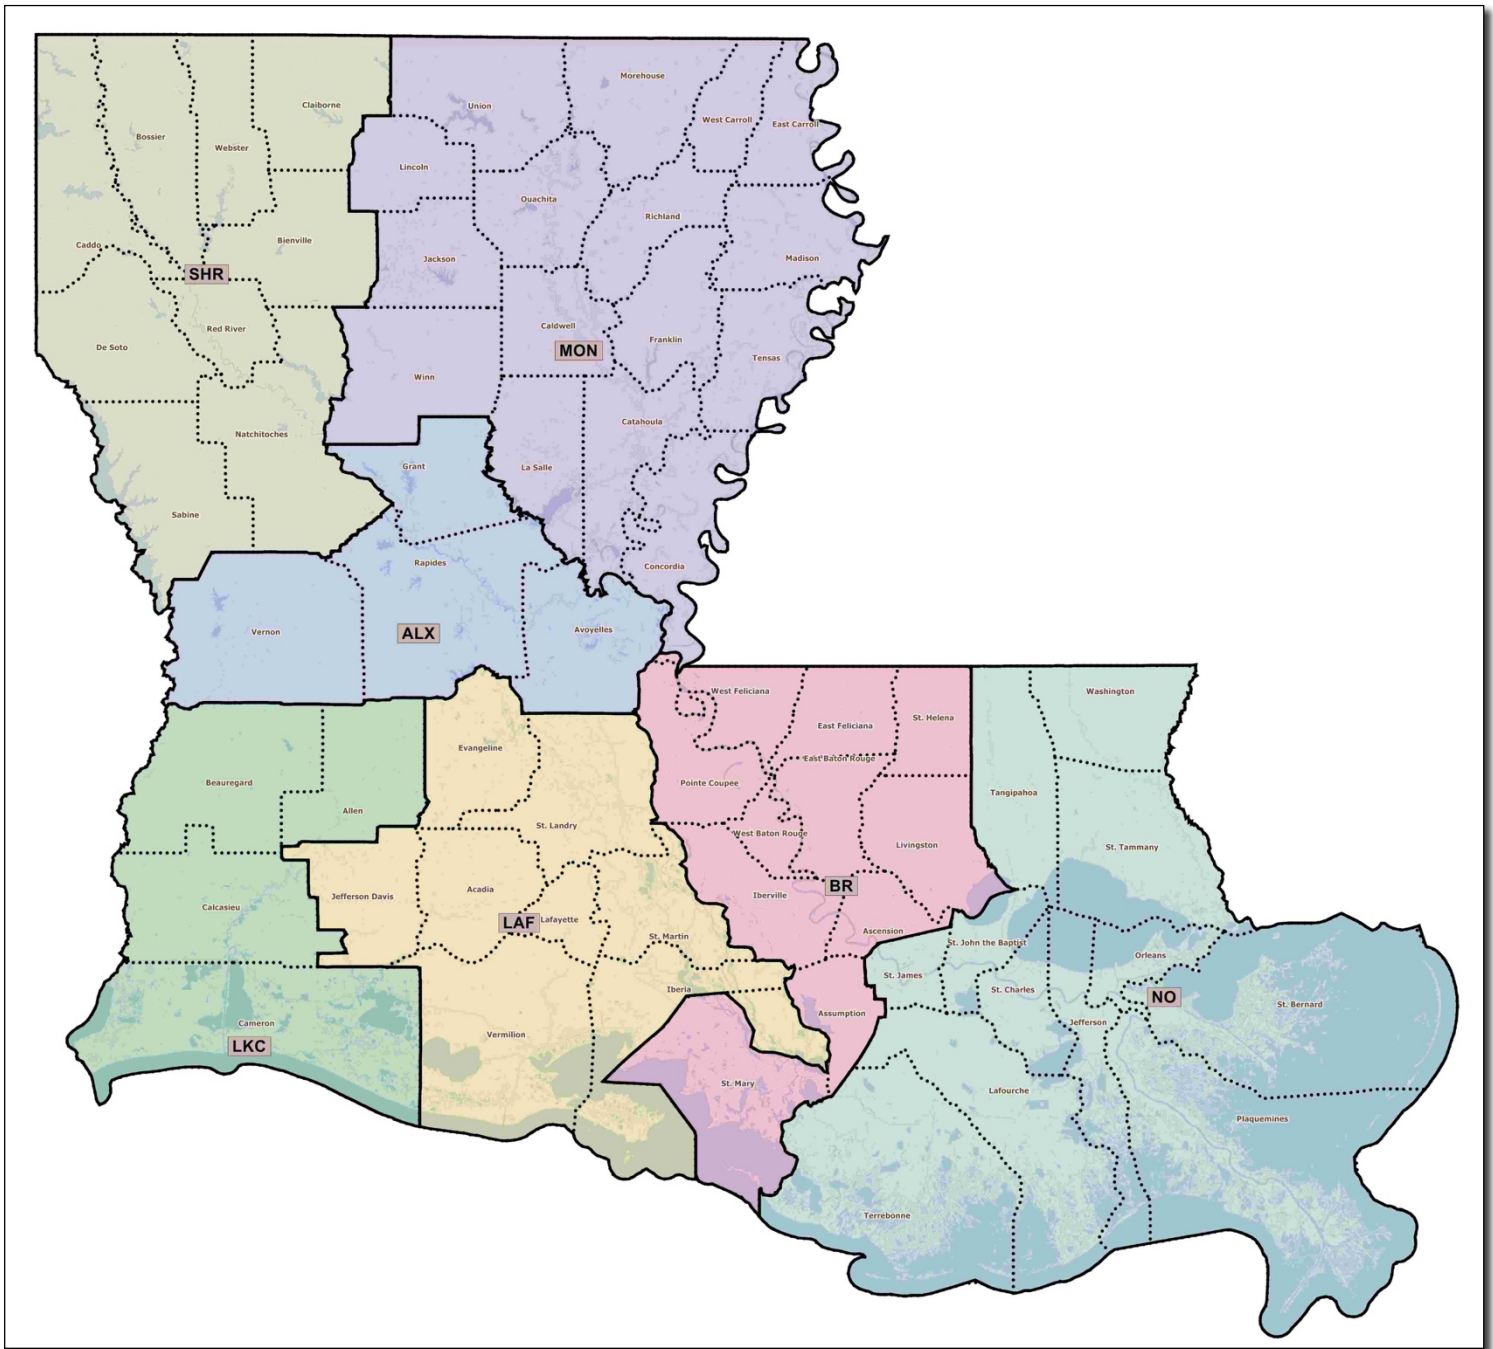 Morehouse
Claiborne
Union
West Carroll
East Carroll
Bossier
Webster
Lincoln
Ouachita
Richland
Caddo
Bienville
Jackson
Madison
SHR
Red River
Caldwell
De Soto
Franklin
MON
Tensas
Winn
Catahoula
Natchitoches
Grant
La Salle
Sabine
Rapides
Concordia
Vernon
ALX
Avoyelles
West Feliciana
Washington
St. Helena
East Feliciana
Evangeline
East Baton Rouge
Beauregard
Pointe Coupee
Tangipahoa
Allen
St. Landry
West Baton Rouge
Livingston
St. Tammany
Acadia
BR
Jefferson Davis
Iberville
Calcasieu
LAF
Lafayette
Ascension
St. Martin
St. John the Baptist
Orleans
St. James
Iberia
St. Charles
NO
St. Bernard
Assumption
Cameron
Jefferson
Vermilion
LKC
St. Mary
Lafourche
Plaquemines
Terrebonne